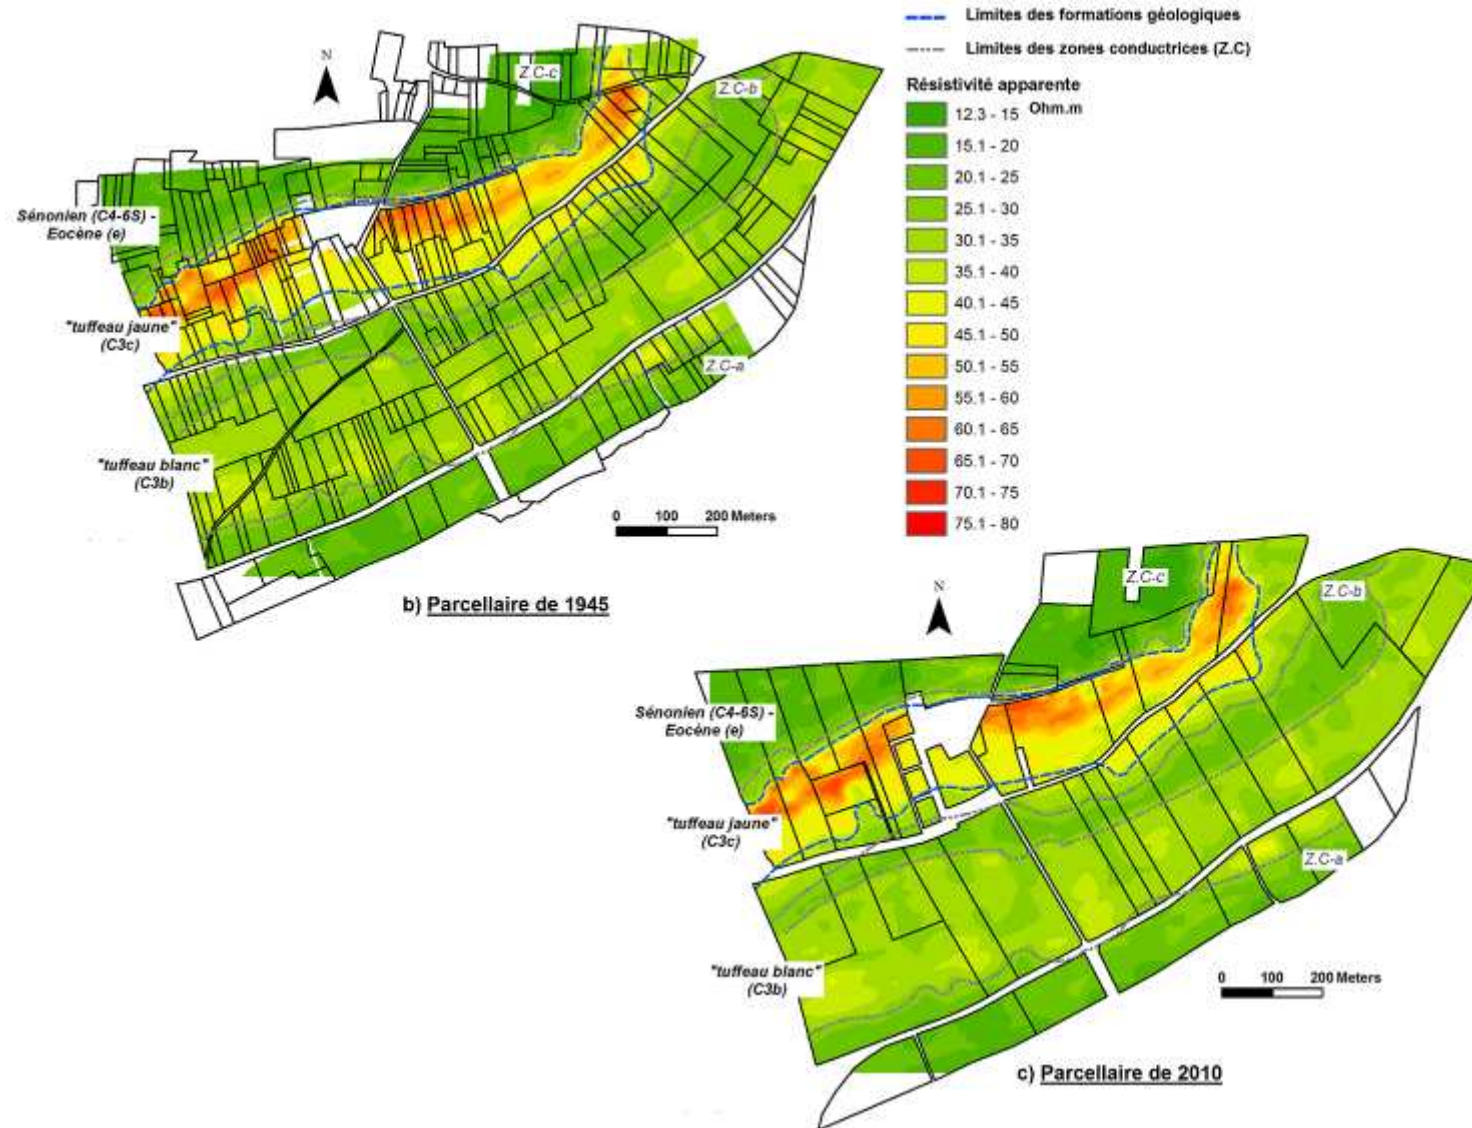 Limites des formations géologiques
Limites des zones conductrices (Z.C)
Résistivité apparente
Ohm.m
12.3 - 15
15.1 - 20
20.1 - 25
25.1 - 30
30.1 - 35
35.1 - 40
40.1 - 45
45.1 - 50
50.1 - 55
55.1 - 60
60.1 - 65
65.1 - 70
70.1 - 75
75.1 - 80
N
Z.C-c
Z.C-b
Sénonien (C4-6S) -
Eocène (e)
"tuffeau jaune"
(C3c)
Z.C-a
"tuffeau blanc"
(C3b)
0 100 200 Meters
b) Parcellaire de 1945
N
Z.C-c
Z.C-b
Sénonien (C4-6S) -
Eocène (e)
"tuffeau jaune"
(C3c)
Z.C-a
"tuffeau blanc"
(C3b)
0 100 200 Meters
c) Parcellaire de 2010